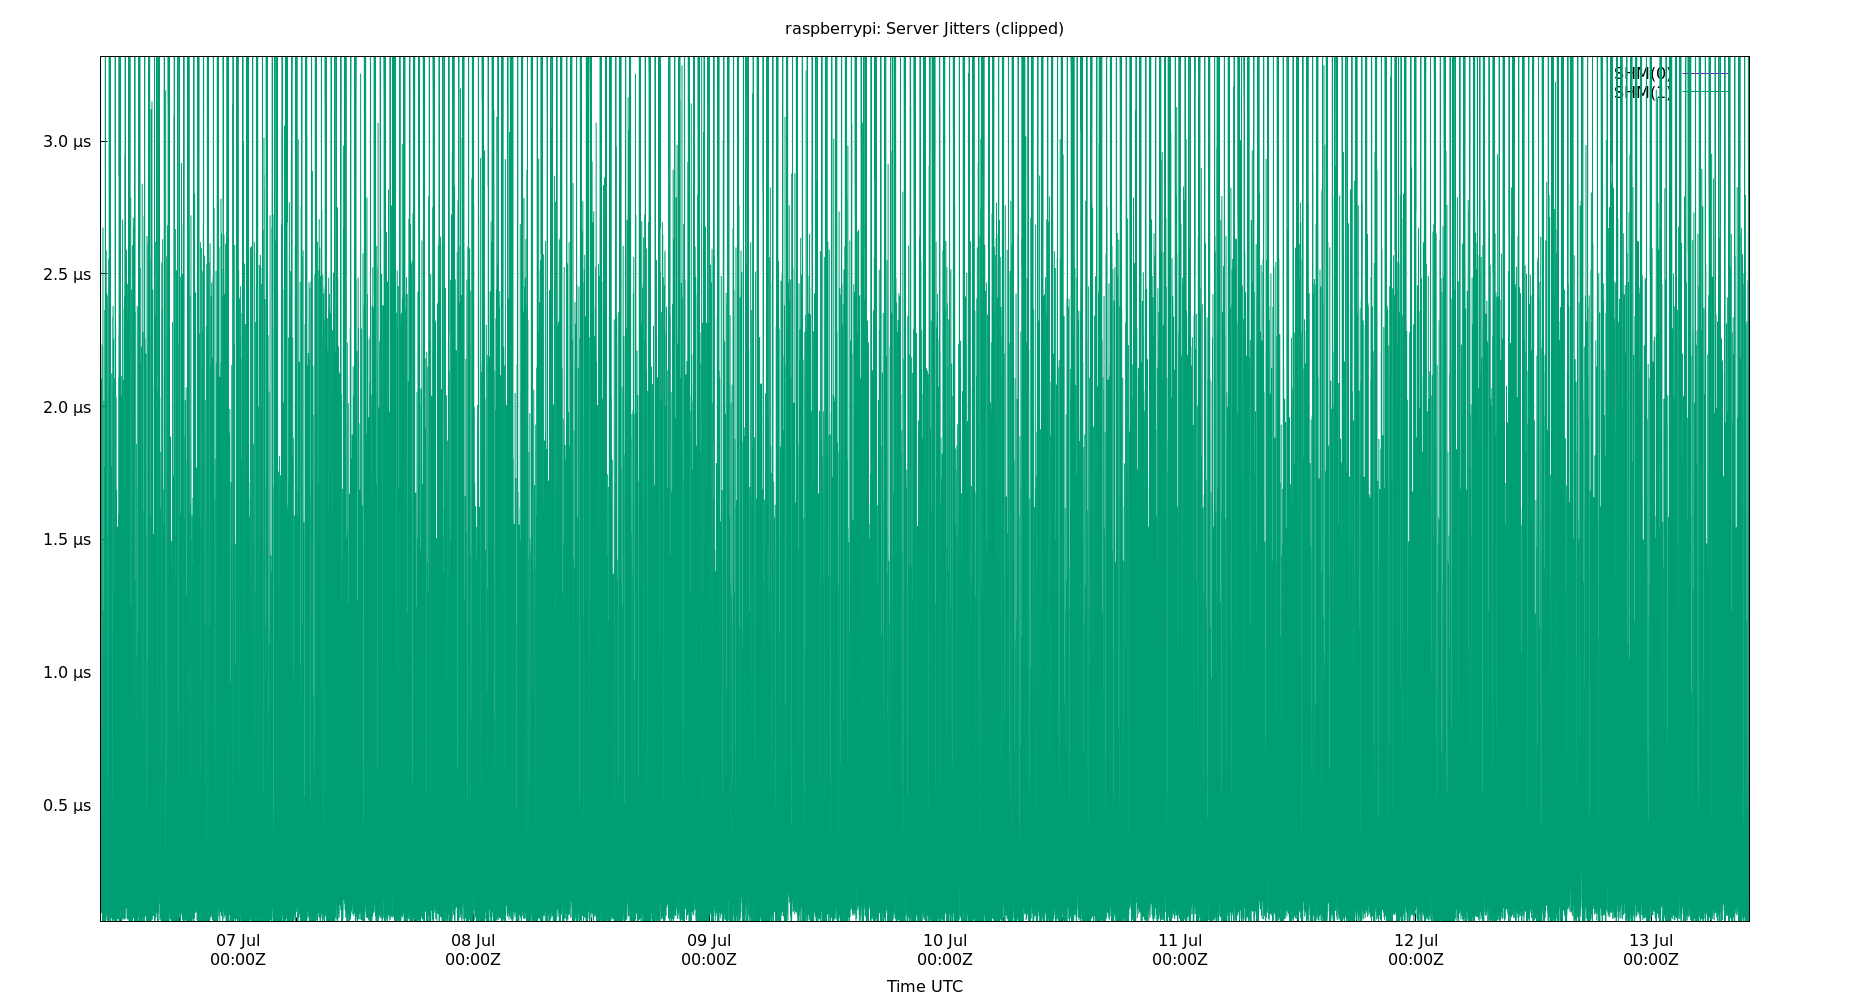 raspberrypi: Server Jitters (clipped)
SHM(0)
SHM(1)
3.0 μs
2.5 μs
2.0 μs
1.5 μs
1.0 μs
0.5 μs
07 Jul 08 Jul 09 Jul 10 Jul 11 Jul 12 Jul 13 Jul
00:00Z 00:00Z 00:00Z 00:00Z 00:00Z 00:00Z 00:00Z
Time UTC